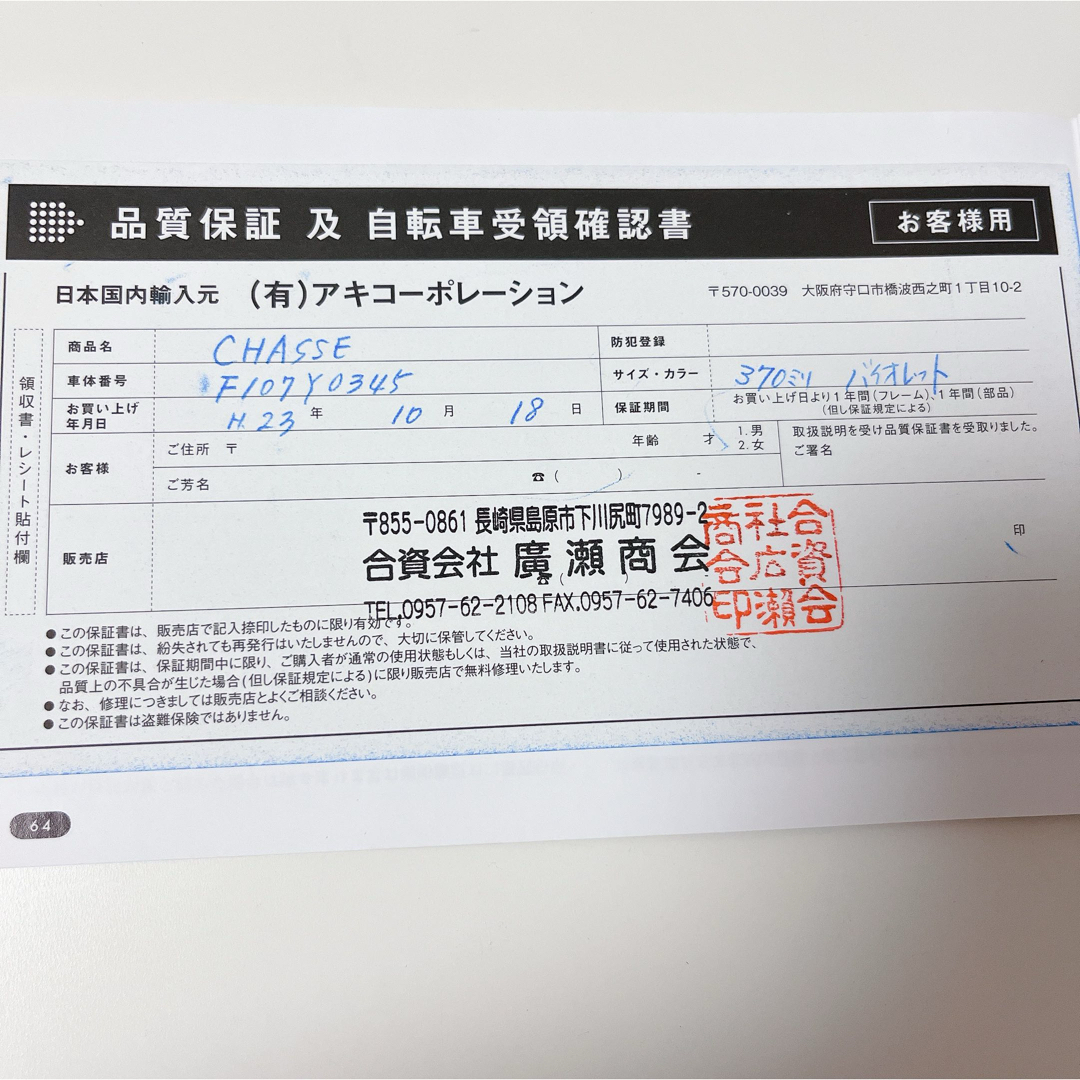 品質保証 及 自転車受領確認書 お客様用
日本国内輸入元 (有)アキコーポレーション 〒570-0039 大阪府守口市橋波西之町1丁目10-2
領収書・レシート貼付欄
商品名 CHASSE 防犯登録
車体番号 F107Y0345 サイズ・カラー 370ミリ バイオレット
お買い上げ年月日 H.23 年 10 月 18 日 保証期間 お買い上げ日より1年間(フレーム)、1年間(部品)
(但し保証規定による)
お客様 ご住所 〒 年齢 才 1.男 2.女 取扱説明を受け品質保証書を受取りました。
ご署名
ご芳名 ☎( ) -
印
販売店 〒855-0861 長崎県島原市下川尻町7989-2
合資会社 廣瀬商会
☎( )
TEL.0957-62-2108 FAX.0957-62-7406
合資会社広瀬商会印
●この保証書は、販売店で記入捺印したものに限り有効です。
●この保証書は、紛失されても再発行はいたしませんので、大切に保管してください。
●この保証書は、保証期間中に限り、ご購入者が通常の使用状態もしくは、当社の取扱説明書に従って使用された状態で、
品質上の不具合が生じた場合(但し保証規定による)に限り販売店で無料修理いたします。
●なお、修理につきましては販売店とよくご相談ください。
●この保証書は盗難保険ではありません。
64